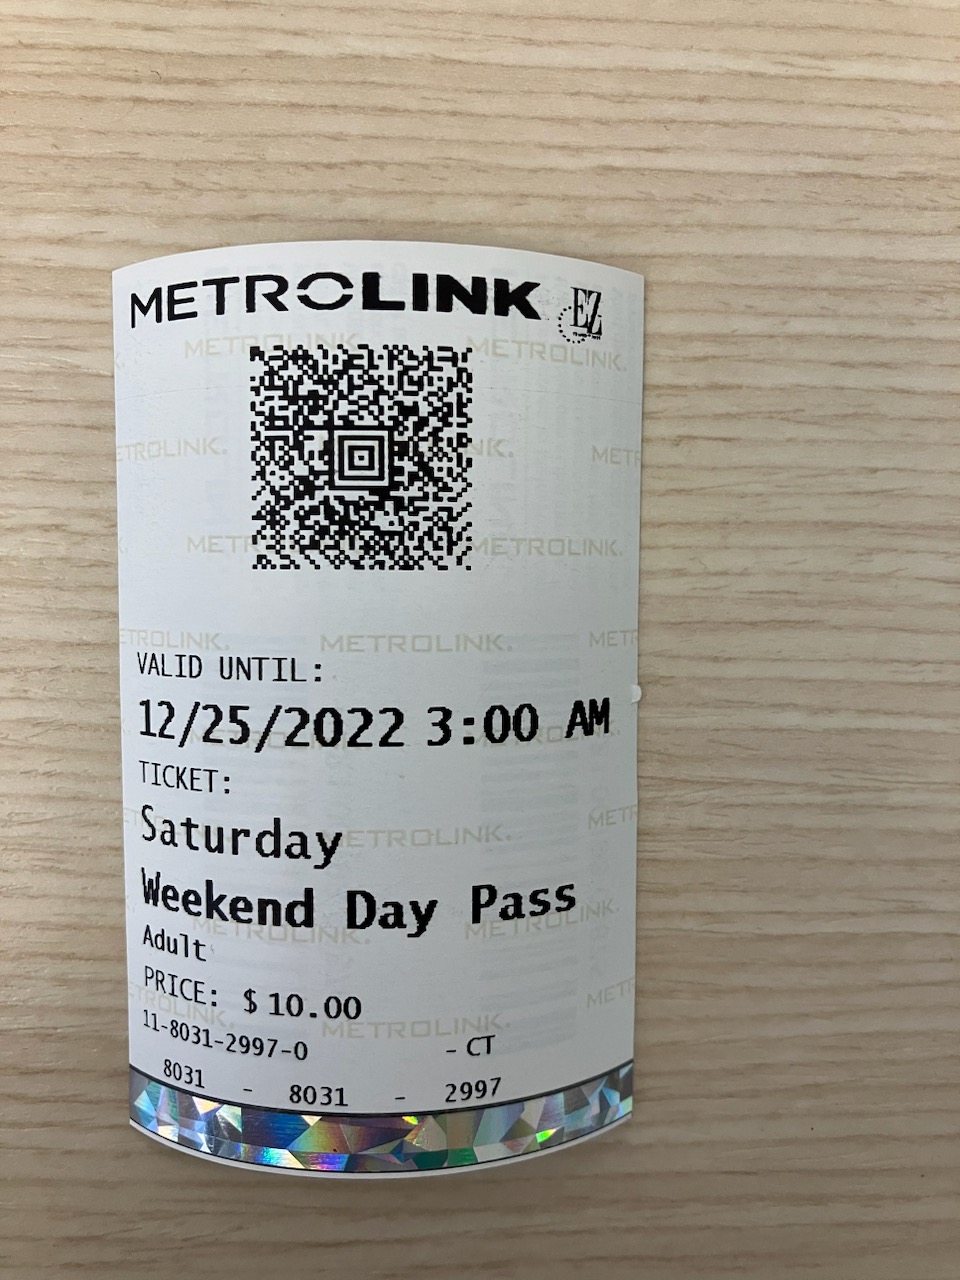 METROLINK EZ
VALID UNTIL:
12/25/2022 3:00 AM
TICKET:
Saturday
Weekend Day Pass
Adult
PRICE: $ 10.00
11-8031-2997-0 - CT
8031 - 8031 - 2997